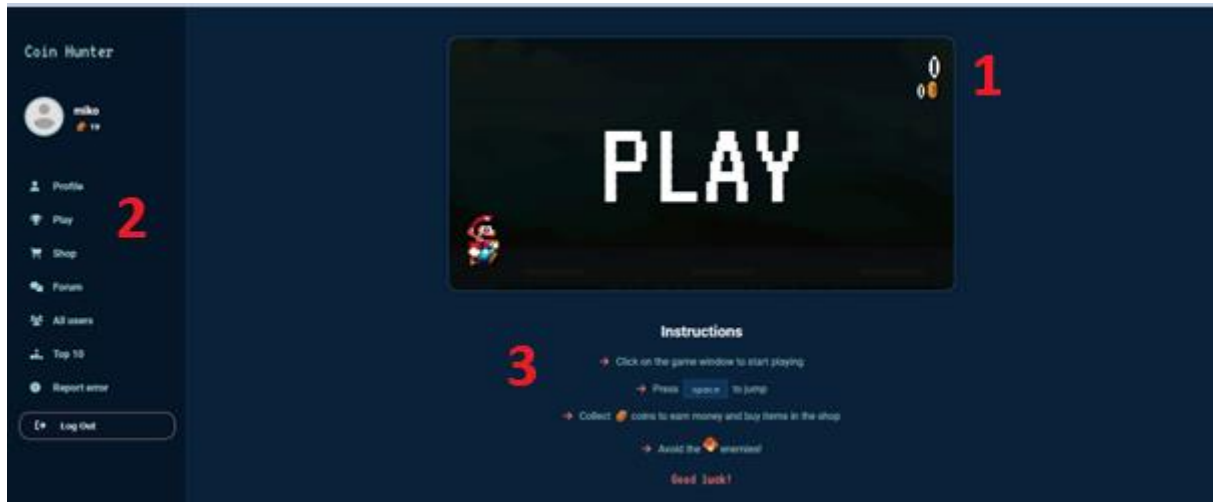 Coin Hunter
miko
19
Profile
Play
Shop
Forum
All users
Top 10
Report error
Log Out
2
0
0
1
PLAY
3
Instructions
Click on the game window to start playing
Press space to jump
Collect coins to earn money and buy items in the shop
Avoid the enemies!
Good luck!